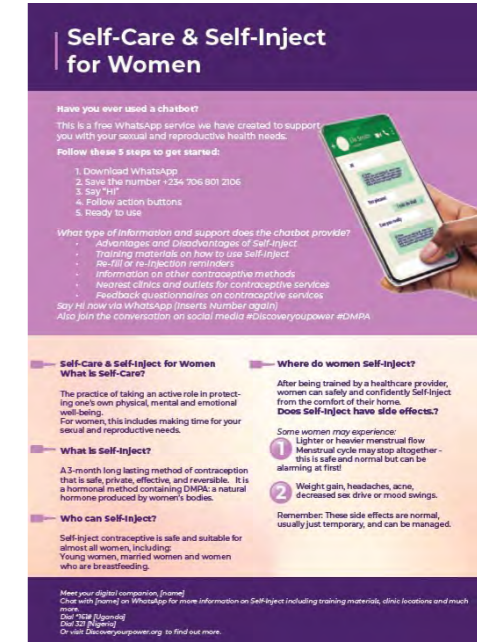 Self-Care & Self-Inject
for Women
Have you ever used a chatbot?
This is a free WhatsApp service we have created to support
you with your sexual and reproductive health needs.
Follow these 5 steps to get started:
1. Download WhatsApp
2. Save the number +234 706 801 2106
3. Say "Hi"
4. Follow action buttons
5. Ready to use
What type of information and support does the chatbot provide?
• Advantages and Disadvantages of Self-Inject
• Training materials on how to use Self-Inject
• Re-fill or re-injection reminders
• Information on other contraceptive methods
• Nearest clinics and outlets for contraceptive services
• Feedback questionnaires on contraceptive services
Say Hi now via WhatsApp (Inserts Number again)
Also join the conversation on social media #Discoveryoupower #DMPA
Self-Care & Self-Inject for Women
What is Self-Care?
The practice of taking an active role in protect-
ing one's own physical, mental and emotional
well-being.
For women, this includes making time for your
sexual and reproductive needs.
What is Self-Inject?
A 3-month long lasting method of contraception
that is safe, private, effective, and reversible. It is
a hormonal method containing DMPA: a natural
hormone produced by women's bodies.
Who can Self-Inject?
Self-inject contraceptive is safe and suitable for
almost all women, including:
Young women, married women and women
who are breastfeeding.
Where do women Self-Inject?
After being trained by a healthcare provider,
women can safely and confidently Self-Inject
from the comfort of their home.
Does Self-Inject have side effects.?
Some women may experience:
1 Lighter or heavier menstrual flow
Menstrual cycle may stop altogether -
this is safe and normal but can be
alarming at first!
2 Weight gain, headaches, acne,
decreased sex drive or mood swings.
Remember: These side effects are normal,
usually just temporary, and can be managed.
Meet your digital companion, [name]
Chat with [name] on WhatsApp for more information on Self-Inject including training materials, clinic locations and much
more.
Dial *161# [Uganda]
Dial 321 [Nigeria]
Or visit Discoveryourpower.org to find out more.